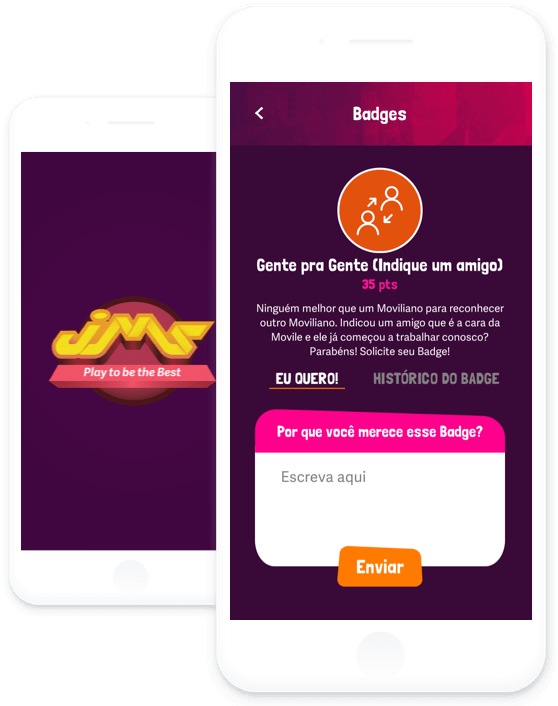 JMS
Play to be the Best
Badges
Gente pra Gente (Indique um amigo)
35 pts
Ninguém melhor que um Moviliano para reconhecer
outro Moviliano. Indicou um amigo que é a cara da
Movile e ele já começou a trabalhar conosco?
Parabéns! Solicite seu Badge!
EU QUERO! HISTÓRICO DO BADGE
Por que você merece esse Badge?
Escreva aqui
Enviar